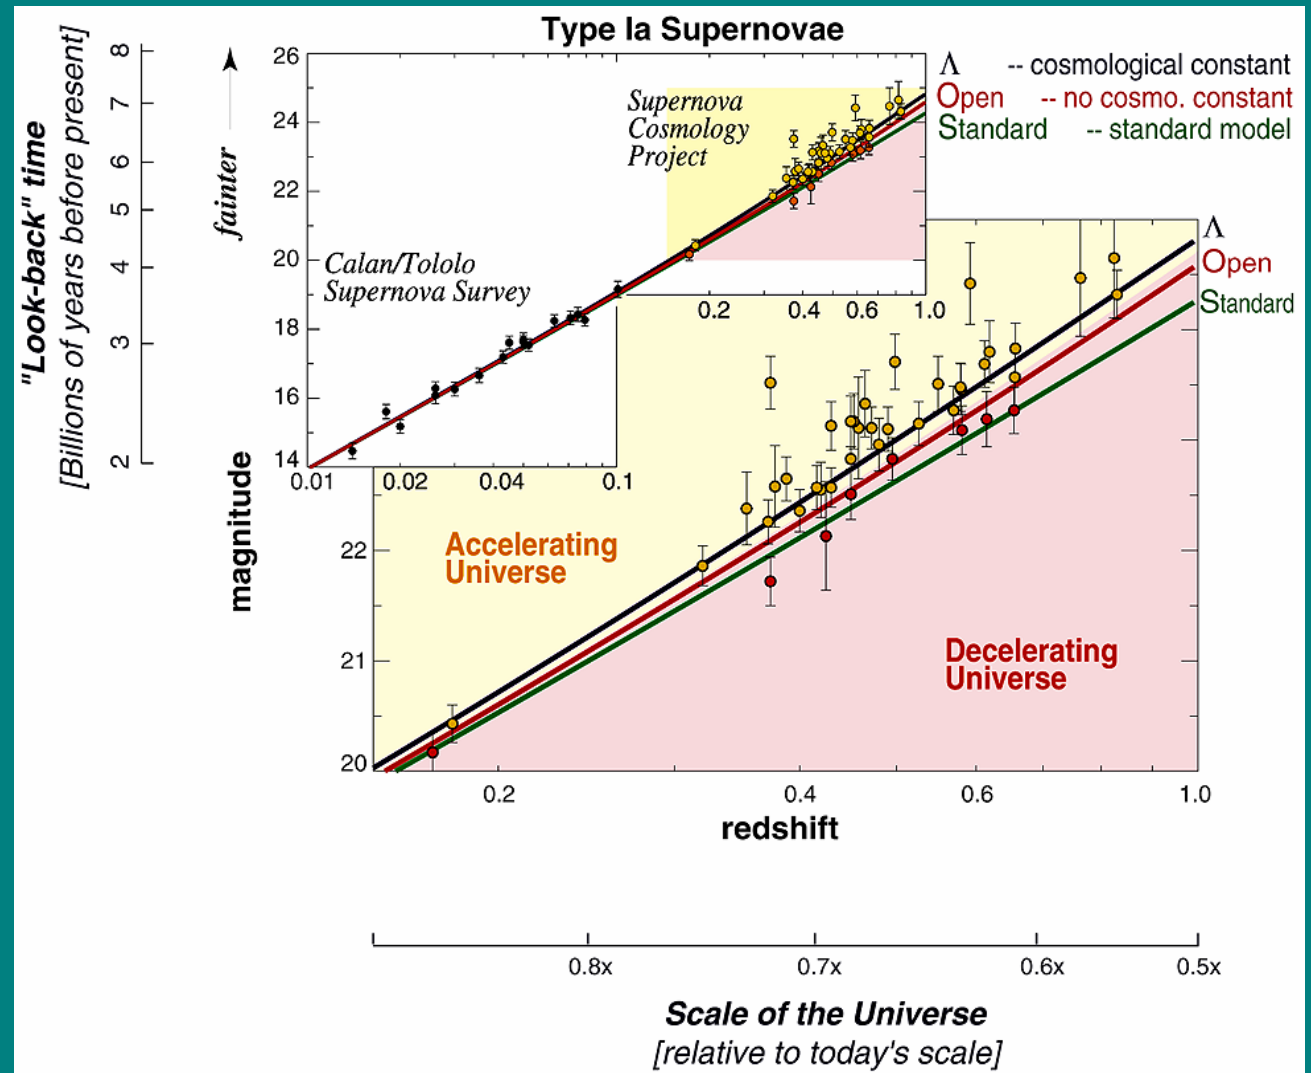 Type Ia Supernovae
"Look-back" time
[Billions of years before present]
8
7
6
5
4
3
2
fainter
magnitude
26
24
22
20
18
16
14
Supernova
Cosmology
Project
Calan/Tololo
Supernova Survey
0.01
0.02
0.04
0.1
0.2
0.4
0.6
1.0
Λ -- cosmological constant
Open -- no cosmo. constant
Standard -- standard model
Λ
Open
Standard
Accelerating
Universe
Decelerating
Universe
22
21
20
0.2
0.4
0.6
1.0
redshift
0.8x
0.7x
0.6x
0.5x
Scale of the Universe
[relative to today's scale]